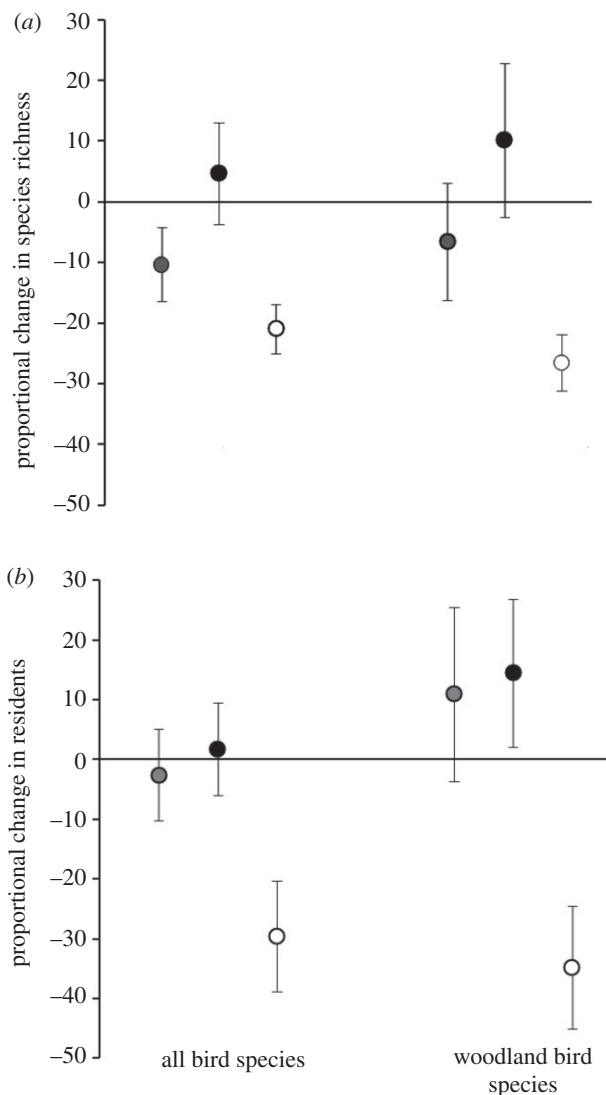 (a)
proportional change in species richness
30
20
10
0
–10
–20
–30
–40
–50
(b)
proportional change in residents
30
20
10
0
–10
–20
–30
–40
–50
all bird species
woodland bird
species